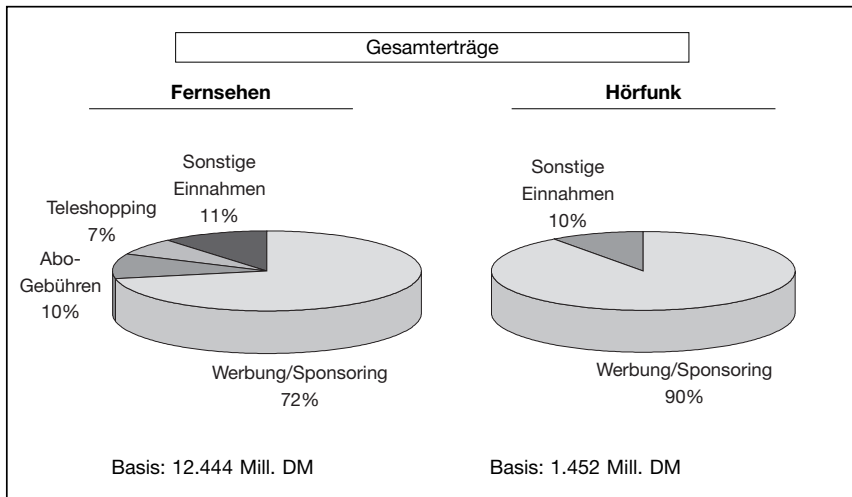 Gesamterträge
Fernsehen
Hörfunk
Sonstige
Einnahmen
11%
Teleshopping
7%
Abo-
Gebühren
10%
Werbung/Sponsoring
72%
Sonstige
Einnahmen
10%
Werbung/Sponsoring
90%
Basis: 12.444 Mill. DM
Basis: 1.452 Mill. DM